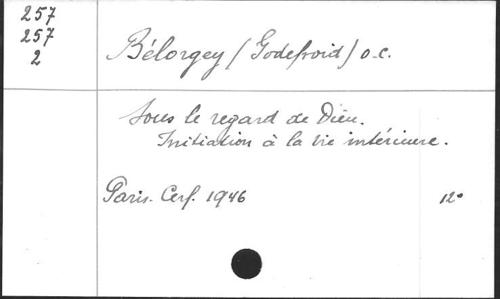 257
257
2
Bélorgey (Godefroid) o.c.
Sous le regard de Dieu.
Initiation à la vie intérieure.
Paris. Cerf. 1946 12°